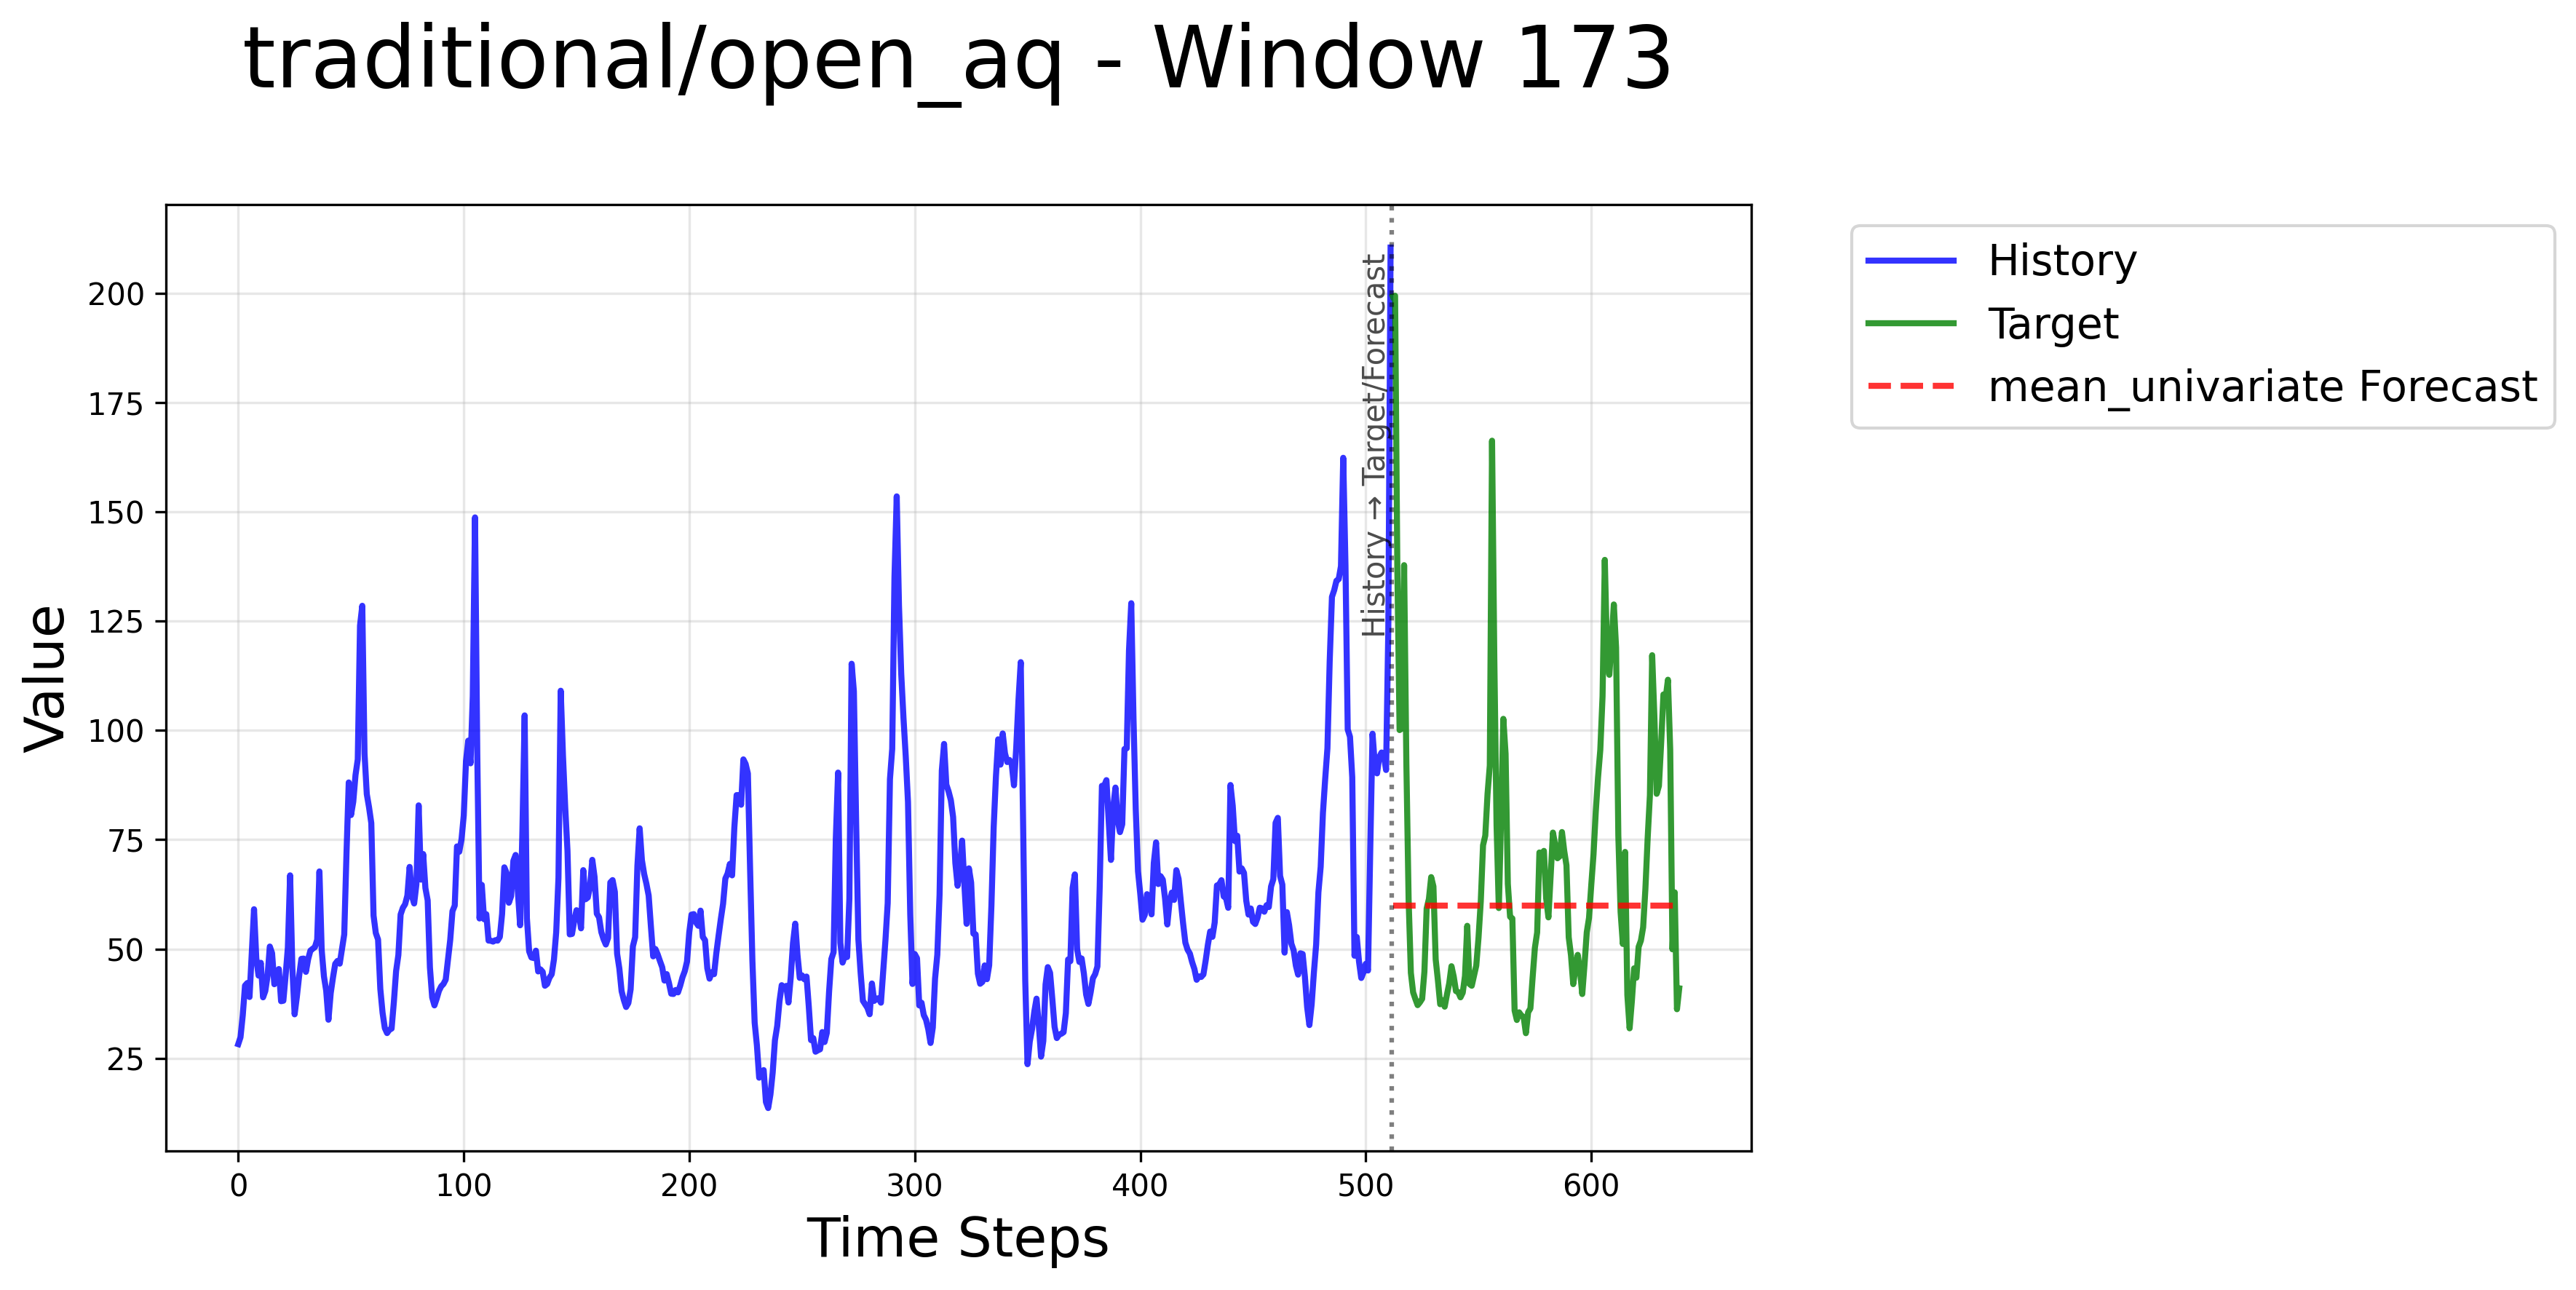 traditional/open_aq - Window 173
History
Target
mean_univariate Forecast
History → Target/Forecast
Value
200
175
150
125
100
75
50
25
0
100
200
300
400
500
600
Time Steps